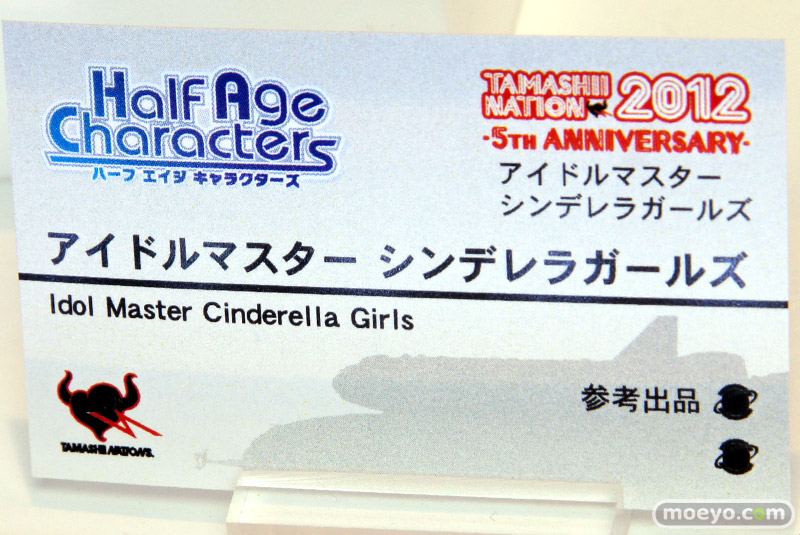 Half Age
Characters
ハーフ エイジ キャラクターズ
TAMASHII
NATION 2012
-5TH ANNIVERSARY-
アイドルマスター
シンデレラガールズ
アイドルマスター シンデレラガールズ
Idol Master Cinderella Girls
参考出品
TAMASHII NATIONS.
moeyo.com